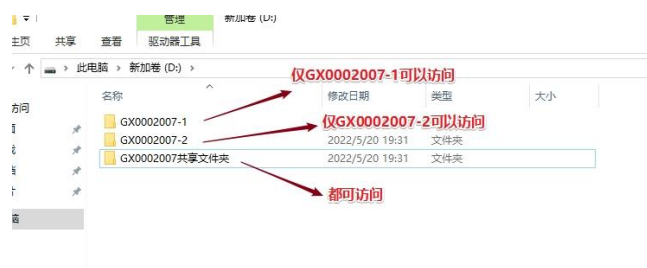 管理
新加卷 (D:)
主页 共享 查看 驱动器工具
此电脑 › 新加卷 (D:) ›
仅GX0002007-1可以访问
名称 修改日期 类型 大小
访问
GX0002007-1
仅GX0002007-2可以访问
GX0002007-2 2022/5/20 19:31 文件夹
GX0002007共享文件夹 2022/5/20 19:31 文件夹
都可访问